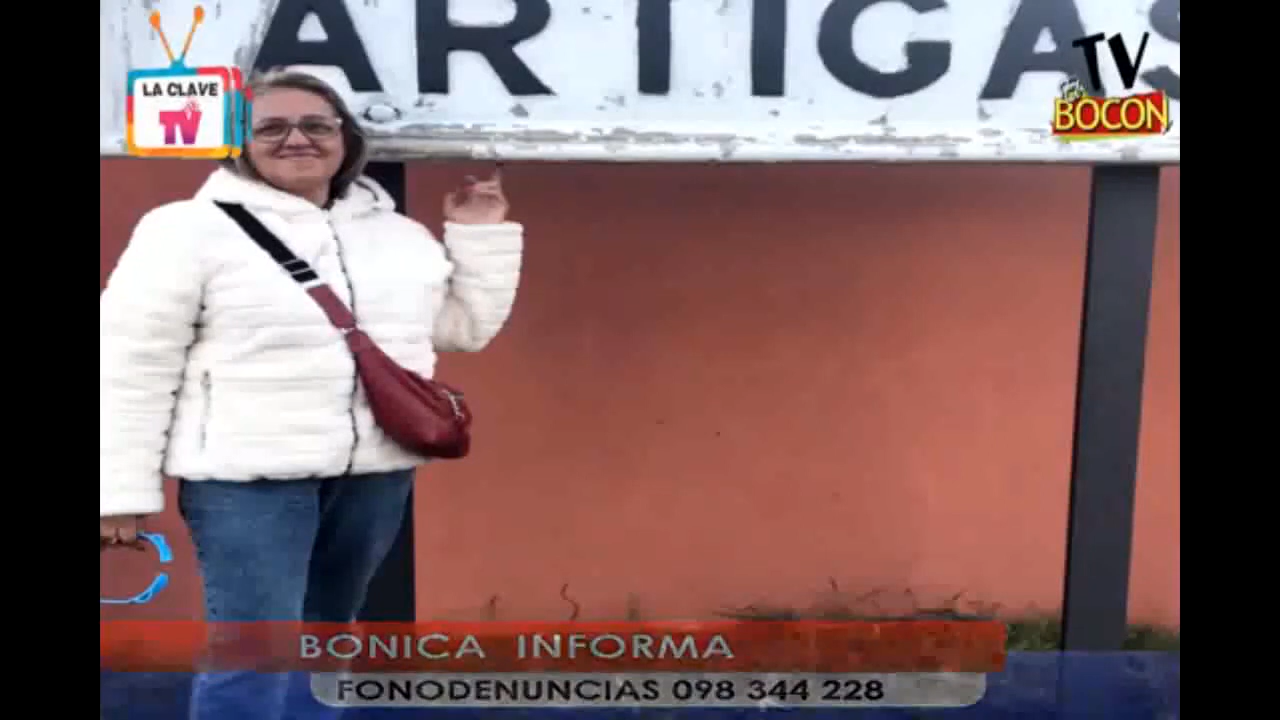 ARTIGAS
LA CLAVE
TV
TV
BOCON
BONICA INFORMA
FONODENUNCIAS 098 344 228